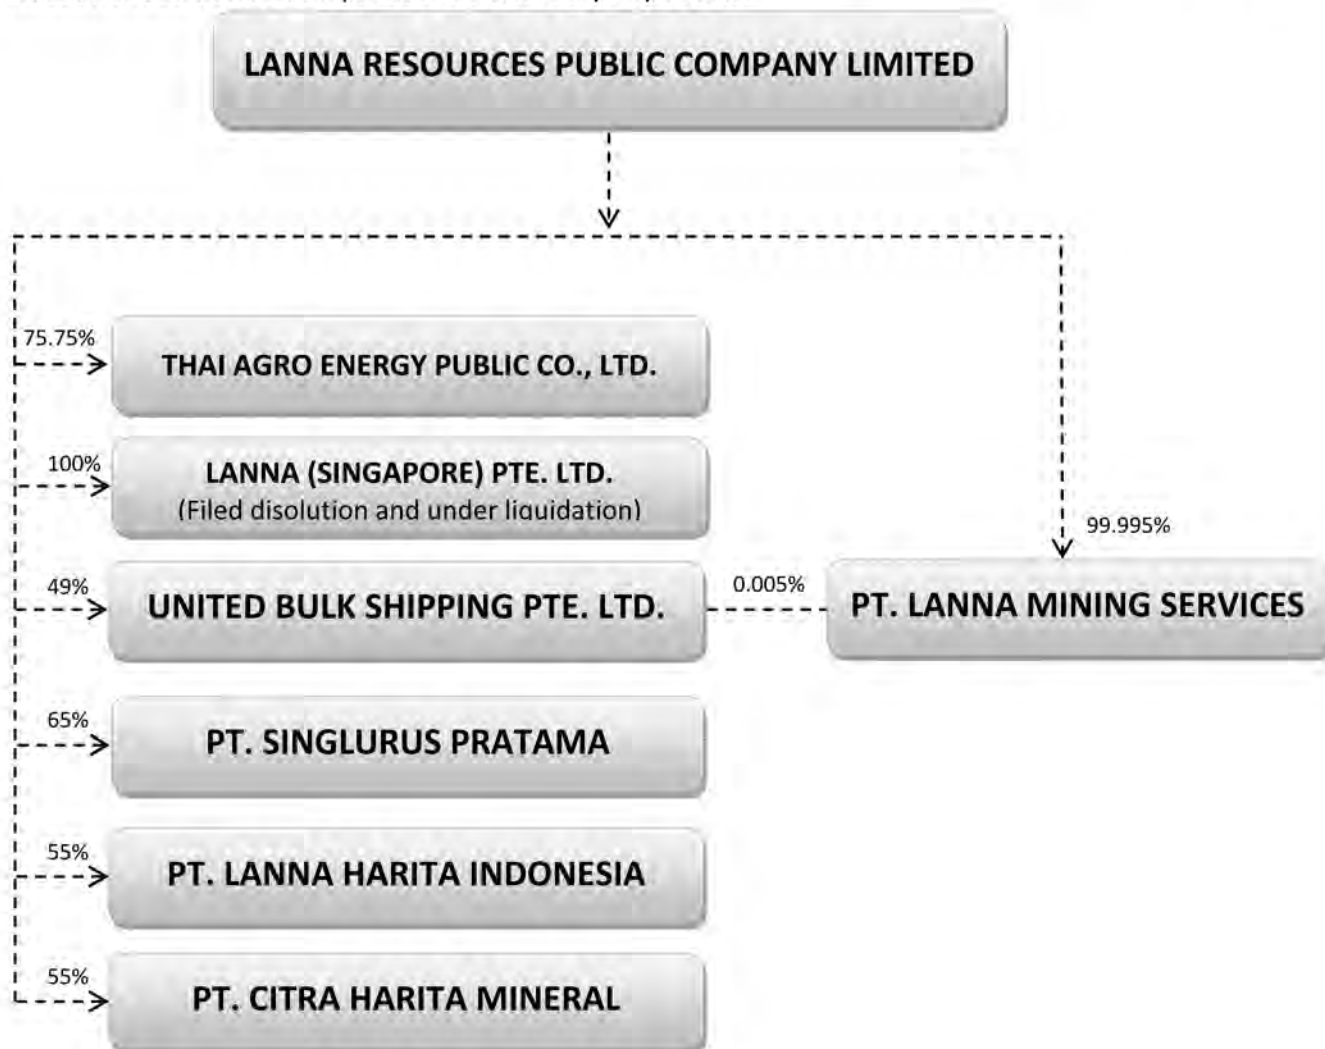 LANNA RESOURCES PUBLIC COMPANY LIMITED
75.75%
THAI AGRO ENERGY PUBLIC CO., LTD.
100%
LANNA (SINGAPORE) PTE. LTD.
(Filed disolution and under liquidation)
99.995%
49%
UNITED BULK SHIPPING PTE. LTD.
0.005%
PT. LANNA MINING SERVICES
65%
PT. SINGLURUS PRATAMA
55%
PT. LANNA HARITA INDONESIA
55%
PT. CITRA HARITA MINERAL